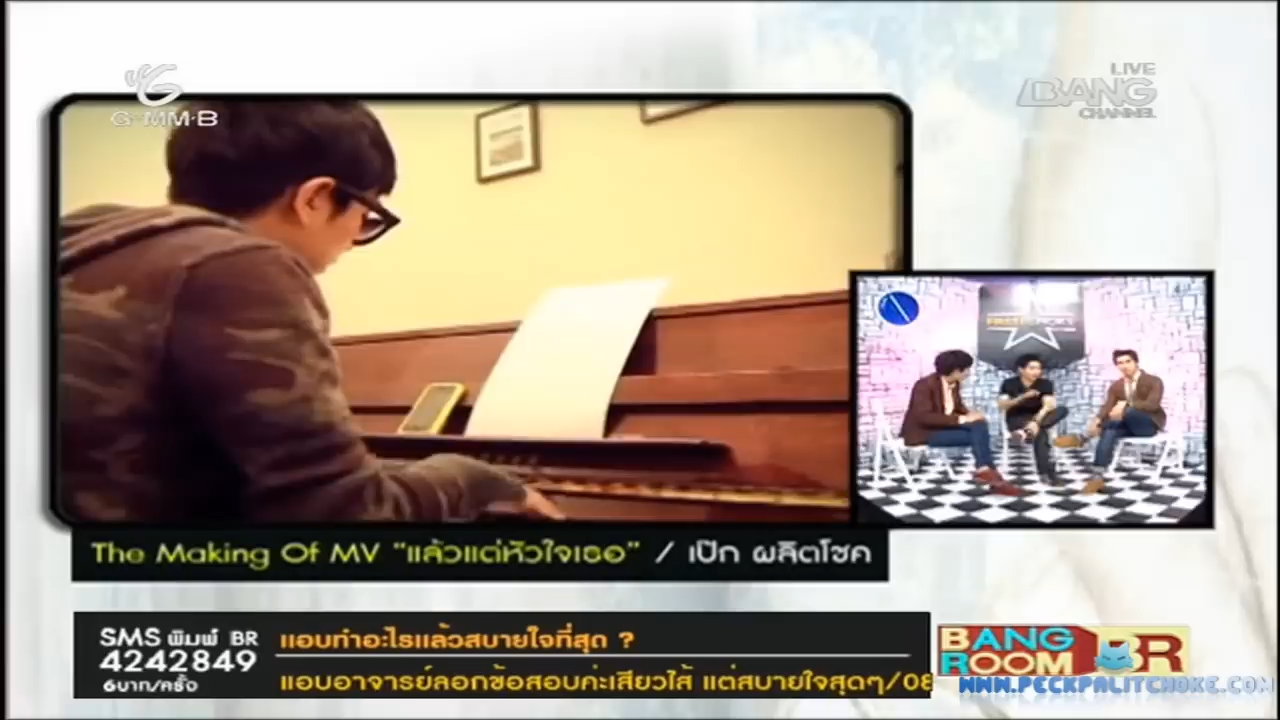 G-MM-B
LIVE
BANG
CHANNEL
The Making Of MV "แล้วแต่หัวใจเธอ" / เป๊ก ผลิตโชค
SMS พิมพ์ BR
4242849
6บาท/ครั้ง
แอบทำอะไรแล้วสบายใจที่สุด ?
แอบอาจารย์ลอกข้อสอบค่ะเสียวไส้ แต่สบายใจสุดๆ/08
BANG
ROOM
BR
WWW.PECKPALITCHOKE.COM